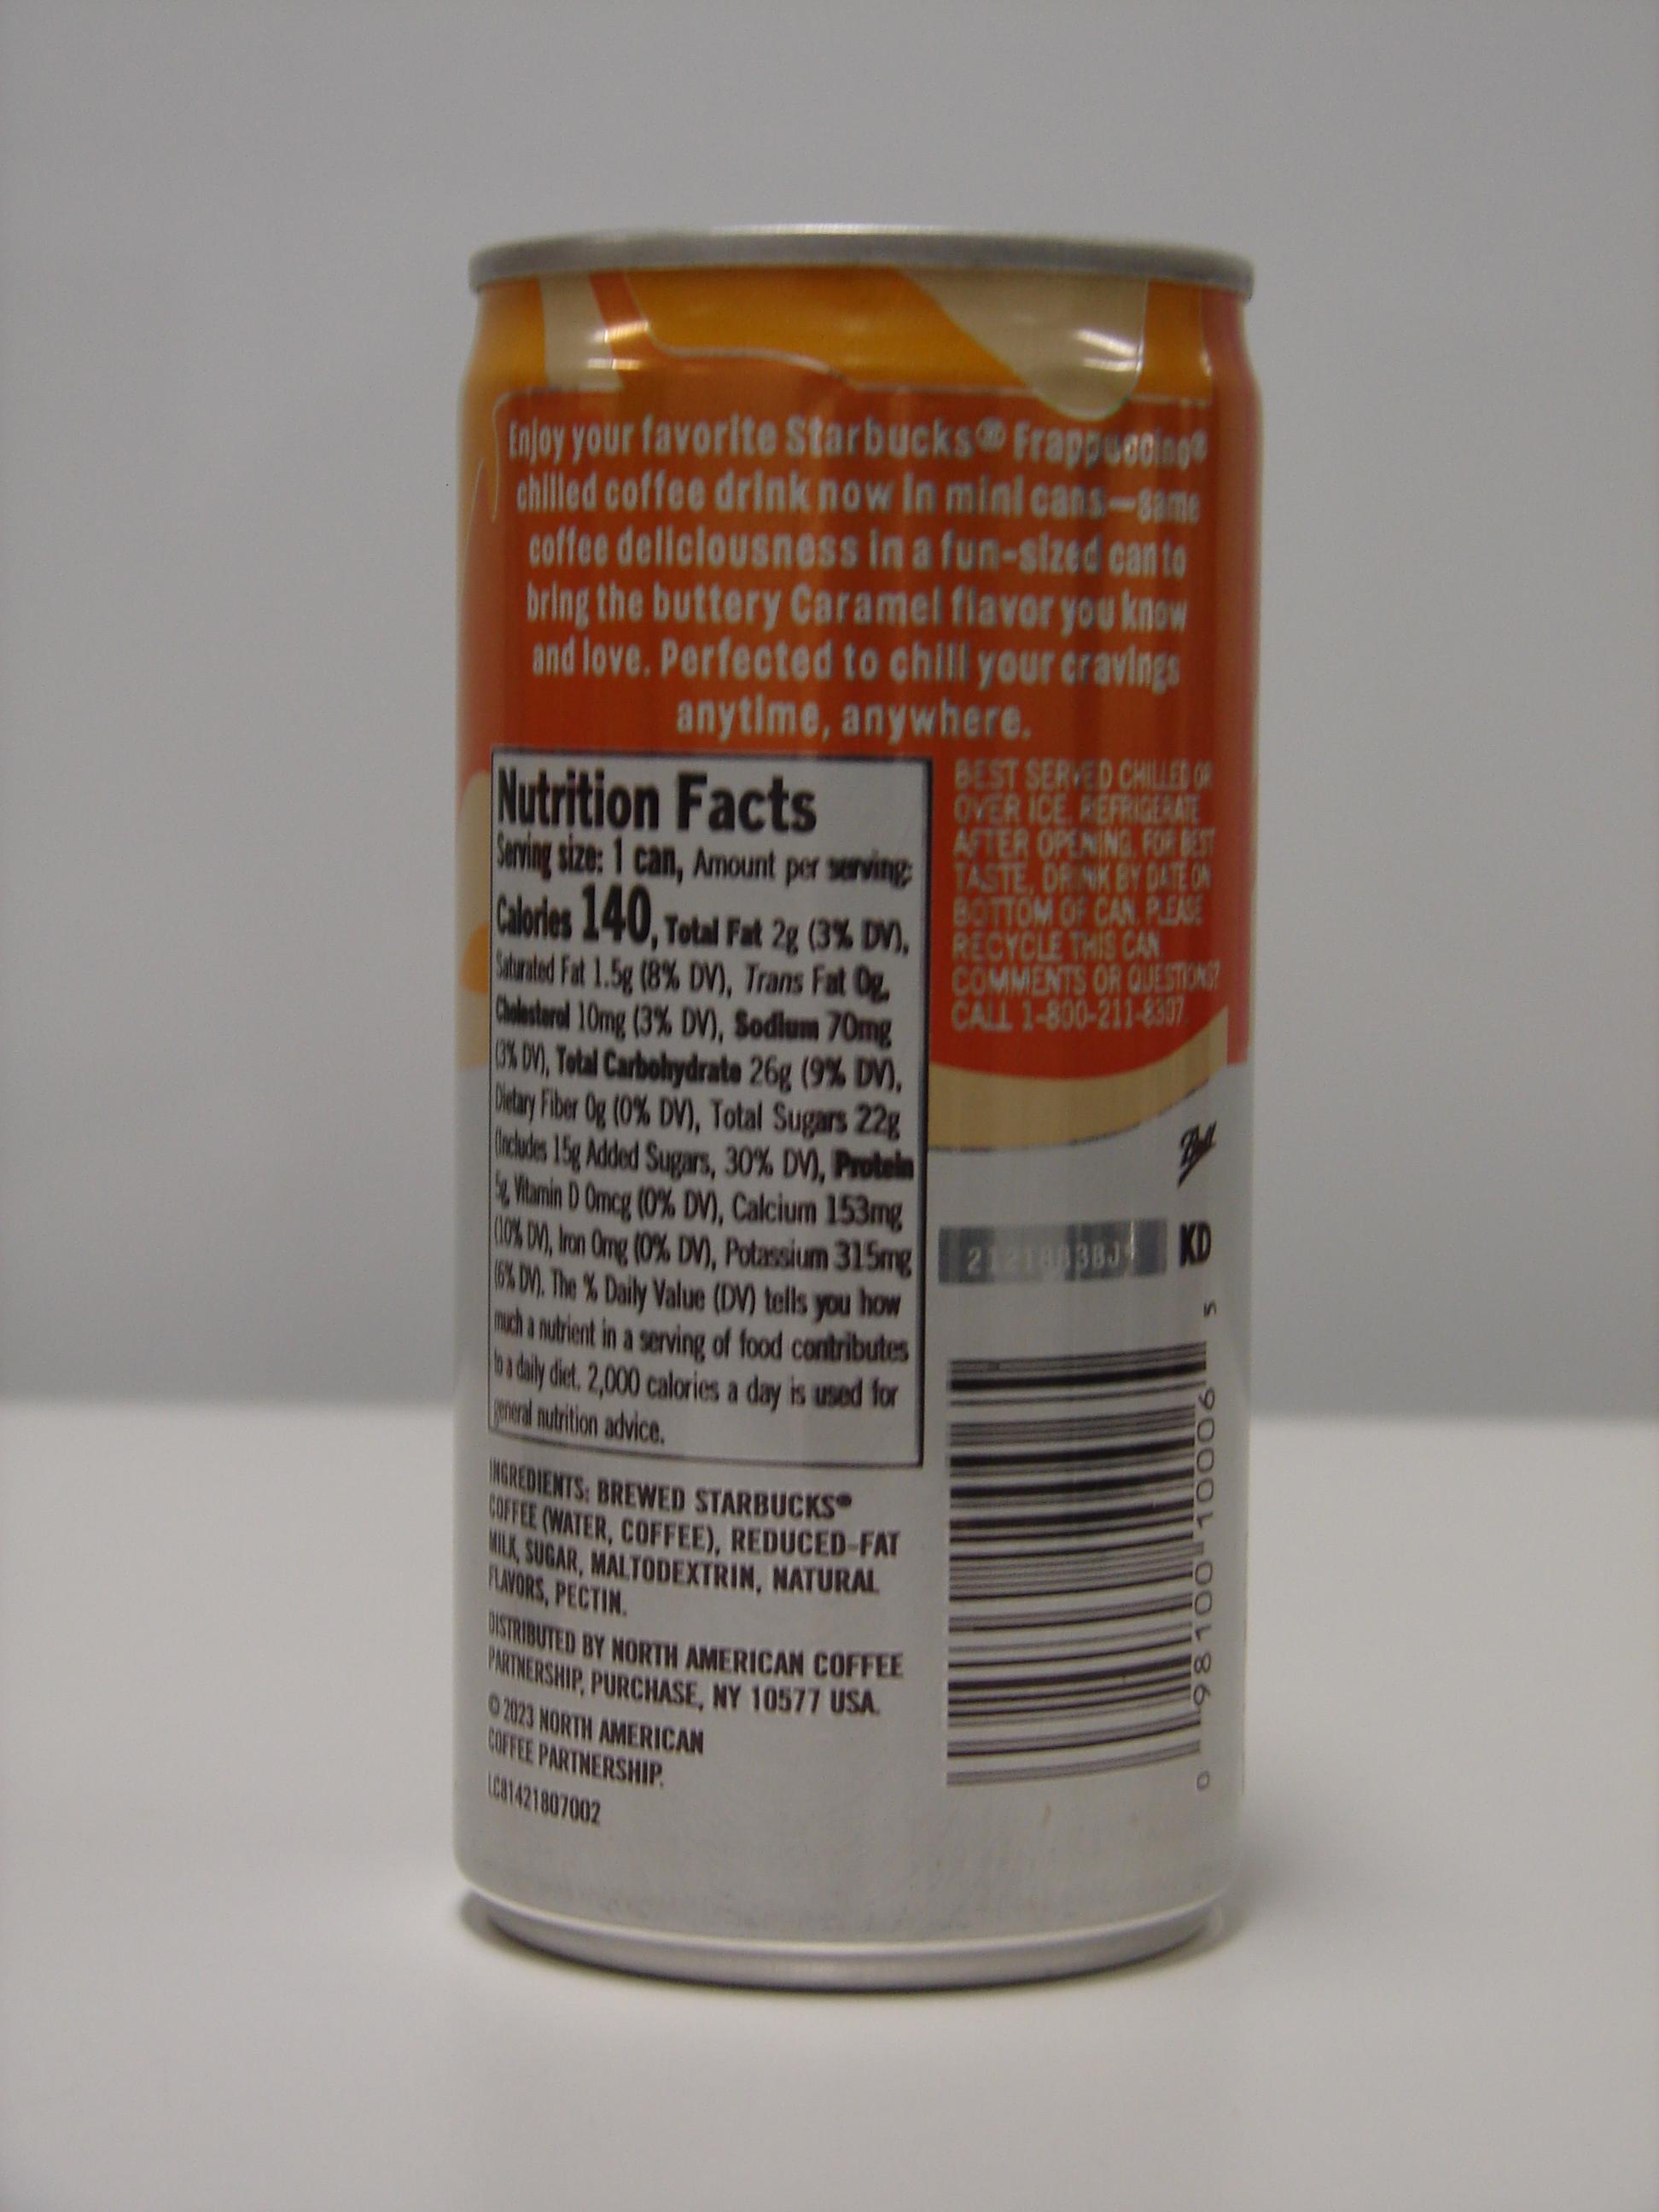 Enjoy your favorite Starbucks® Frappuccino®
chilled coffee drink now in mini cans—same
coffee deliciousness in a fun-sized can to
bring the buttery Caramel flavor you know
and love. Perfected to chill your cravings
anytime, anywhere.
Nutrition Facts
Serving size: 1 can, Amount per serving:
Calories 140, Total Fat 2g (3% DV),
Saturated Fat 1.5g (8% DV), Trans Fat 0g,
Cholesterol 10mg (3% DV), Sodium 70mg
(3% DV), Total Carbohydrate 26g (9% DV),
Dietary Fiber 0g (0% DV), Total Sugars 22g
(Includes 15g Added Sugars, 30% DV), Protein
5g, Vitamin D 0mcg (0% DV), Calcium 153mg
(10% DV), Iron 0mg (0% DV), Potassium 315mg
(6% DV). The % Daily Value (DV) tells you how
much a nutrient in a serving of food contributes
to a daily diet. 2,000 calories a day is used for
general nutrition advice.
INGREDIENTS: BREWED STARBUCKS®
COFFEE (WATER, COFFEE), REDUCED-FAT
MILK, SUGAR, MALTODEXTRIN, NATURAL
FLAVORS, PECTIN.
DISTRIBUTED BY NORTH AMERICAN COFFEE
PARTNERSHIP, PURCHASE, NY 10577 USA.
© 2023 NORTH AMERICAN
COFFEE PARTNERSHIP.
LC81421807002
BEST SERVED CHILLED OR
OVER ICE. REFRIGERATE
AFTER OPENING. FOR BEST
TASTE, DRINK BY DATE ON
BOTTOM OF CAN. PLEASE
RECYCLE THIS CAN
COMMENTS OR QUESTIONS?
CALL 1-800-211-8307
Ball
KD
0 98100 10006 5